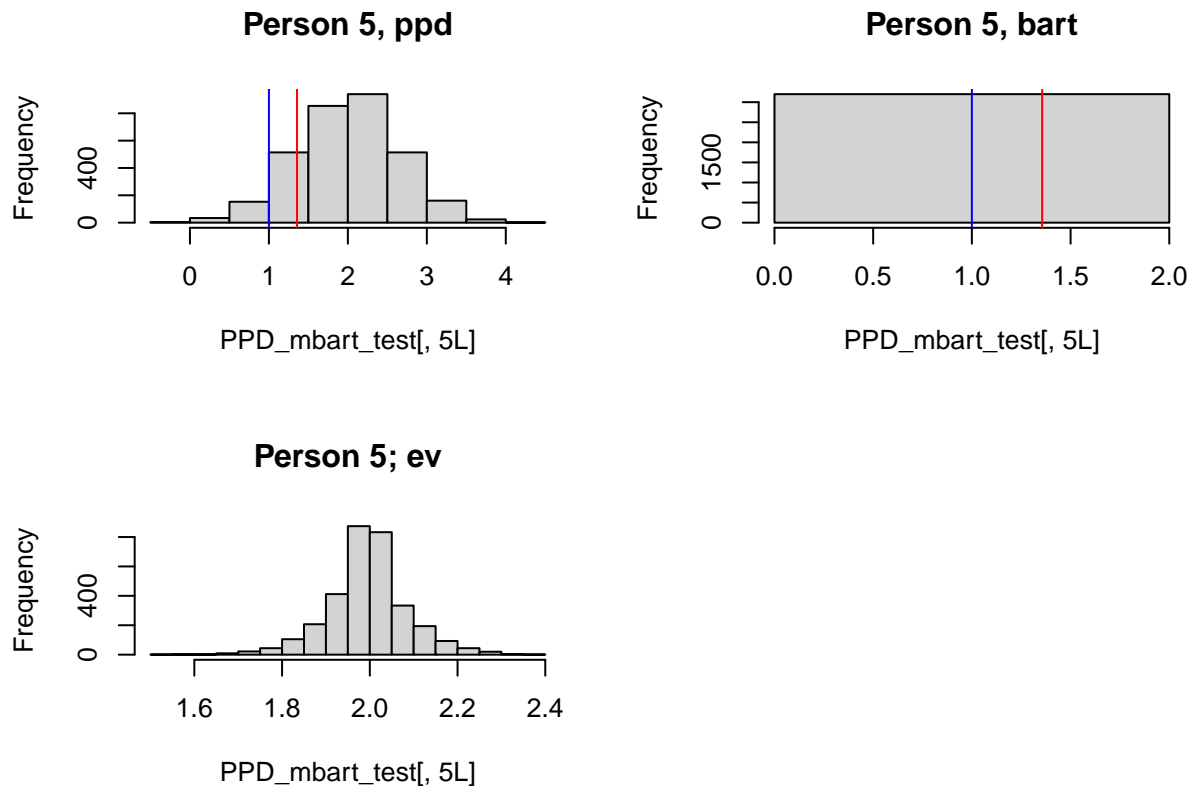 Person 5, ppd
Frequency
0
400
0 1 2 3 4
PPD_mbart_test[, 5L]
Person 5, bart
Frequency
0
1500
0.0 0.5 1.0 1.5 2.0
PPD_mbart_test[, 5L]
Person 5; ev
Frequency
0
400
1.6 1.8 2.0 2.2 2.4
PPD_mbart_test[, 5L]